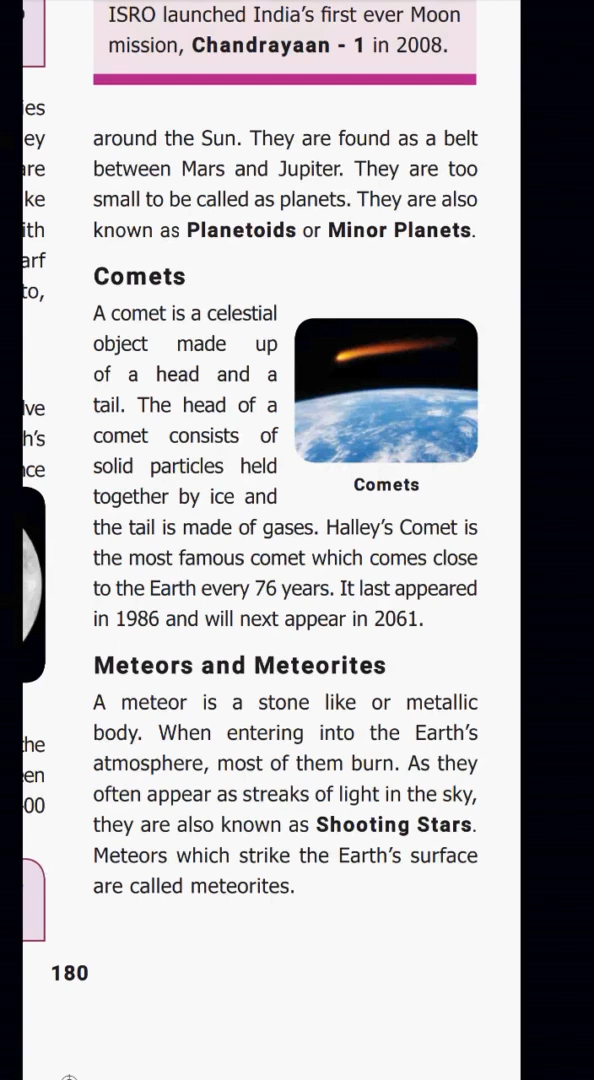 ISRO launched India's first ever Moon
mission, Chandrayaan - 1 in 2008.
around the Sun. They are found as a belt
between Mars and Jupiter. They are too
small to be called as planets. They are also
known as Planetoids or Minor Planets.
Comets
A comet is a celestial
object made up
of a head and a
tail. The head of a
comet consists of
solid particles held
together by ice and
the tail is made of gases. Halley's Comet is
the most famous comet which comes close
to the Earth every 76 years. It last appeared
in 1986 and will next appear in 2061.
Comets
Meteors and Meteorites
A meteor is a stone like or metallic
body. When entering into the Earth's
atmosphere, most of them burn. As they
often appear as streaks of light in the sky,
they are also known as Shooting Stars.
Meteors which strike the Earth's surface
are called meteorites.
180